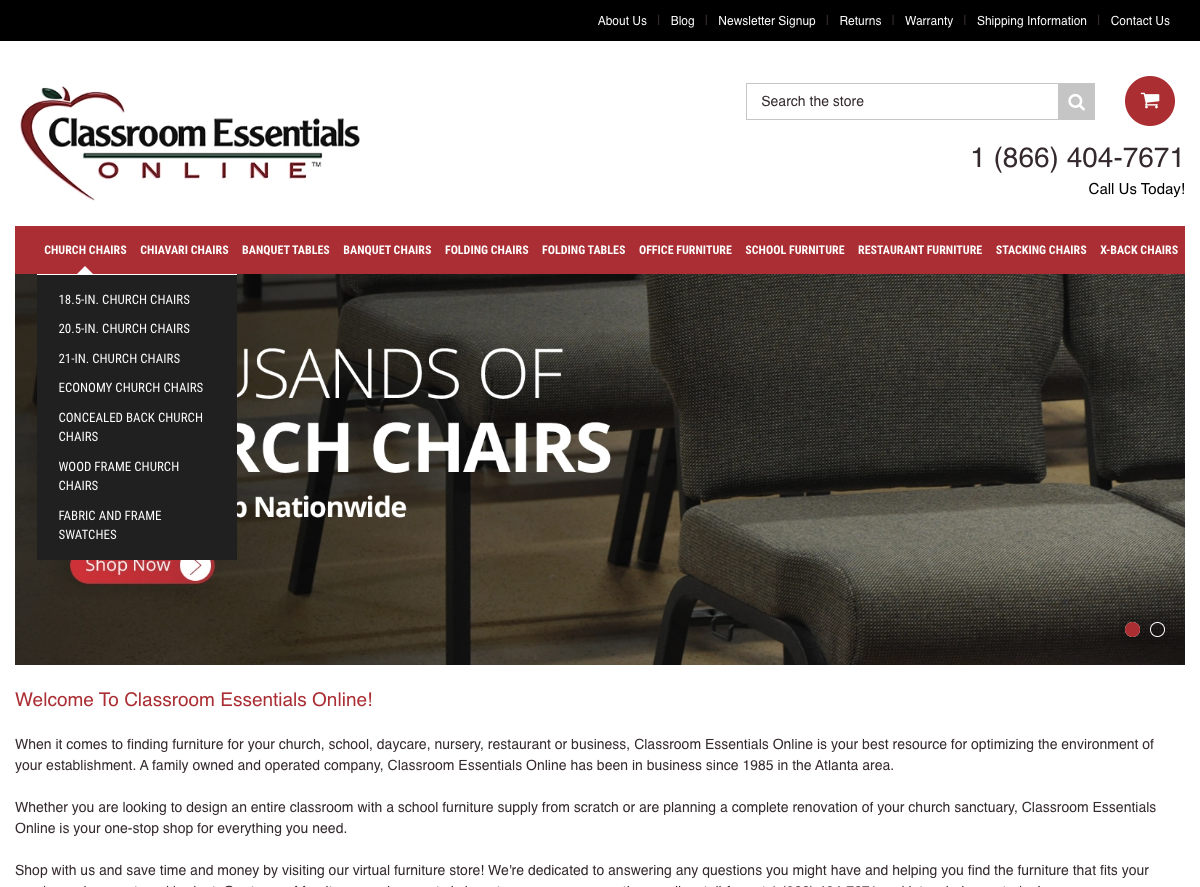 About Us
Blog
Newsletter Signup
Returns
Warranty
Shipping Information
Contact Us
Classroom Essentials
ONLINE™
Search the store
1 (866) 404-7671
Call Us Today!
CHURCH CHAIRS
CHIAVARI CHAIRS
BANQUET TABLES
BANQUET CHAIRS
FOLDING CHAIRS
FOLDING TABLES
OFFICE FURNITURE
SCHOOL FURNITURE
RESTAURANT FURNITURE
STACKING CHAIRS
X-BACK CHAIRS
18.5-IN. CHURCH CHAIRS
20.5-IN. CHURCH CHAIRS
21-IN. CHURCH CHAIRS
ECONOMY CHURCH CHAIRS
CONCEALED BACK CHURCH
CHAIRS
WOOD FRAME CHURCH
CHAIRS
FABRIC AND FRAME
SWATCHES
USANDS OF
RCH CHAIRS
p Nationwide
Shop Now
Welcome To Classroom Essentials Online!
When it comes to finding furniture for your church, school, daycare, nursery, restaurant or business, Classroom Essentials Online is your best resource for optimizing the environment of
your establishment. A family owned and operated company, Classroom Essentials Online has been in business since 1985 in the Atlanta area.
Whether you are looking to design an entire classroom with a school furniture supply from scratch or are planning a complete renovation of your church sanctuary, Classroom Essentials
Online is your one-stop shop for everything you need.
Shop with us and save time and money by visiting our virtual furniture store! We're dedicated to answering any questions you might have and helping you find the furniture that fits your